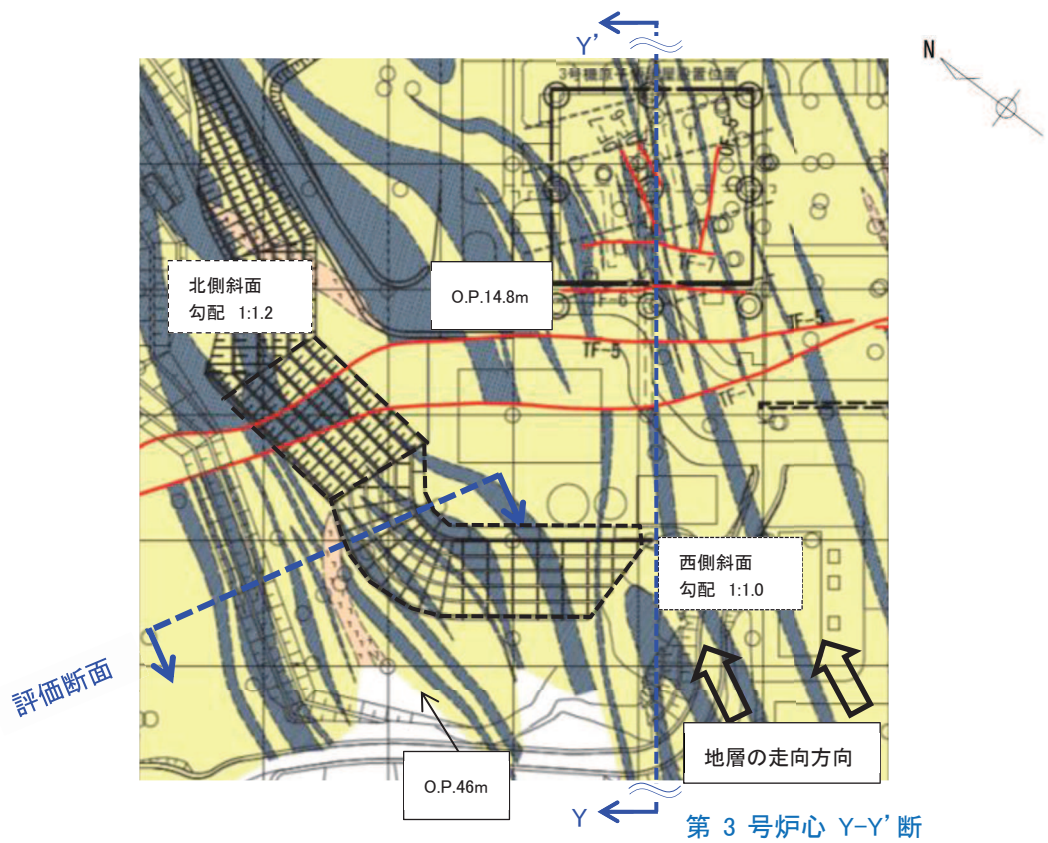 Y'
N
3号機原子炉建屋設置位置
TF-7
北側斜面
勾配 1:1.2
O.P.14.8m
TF-6
TF-5
TF-5
TF-1
西側斜面
勾配 1:1.0
評価断面
地層の走向方向
O.P.46m
Y
第 3 号炉心 Y-Y' 断